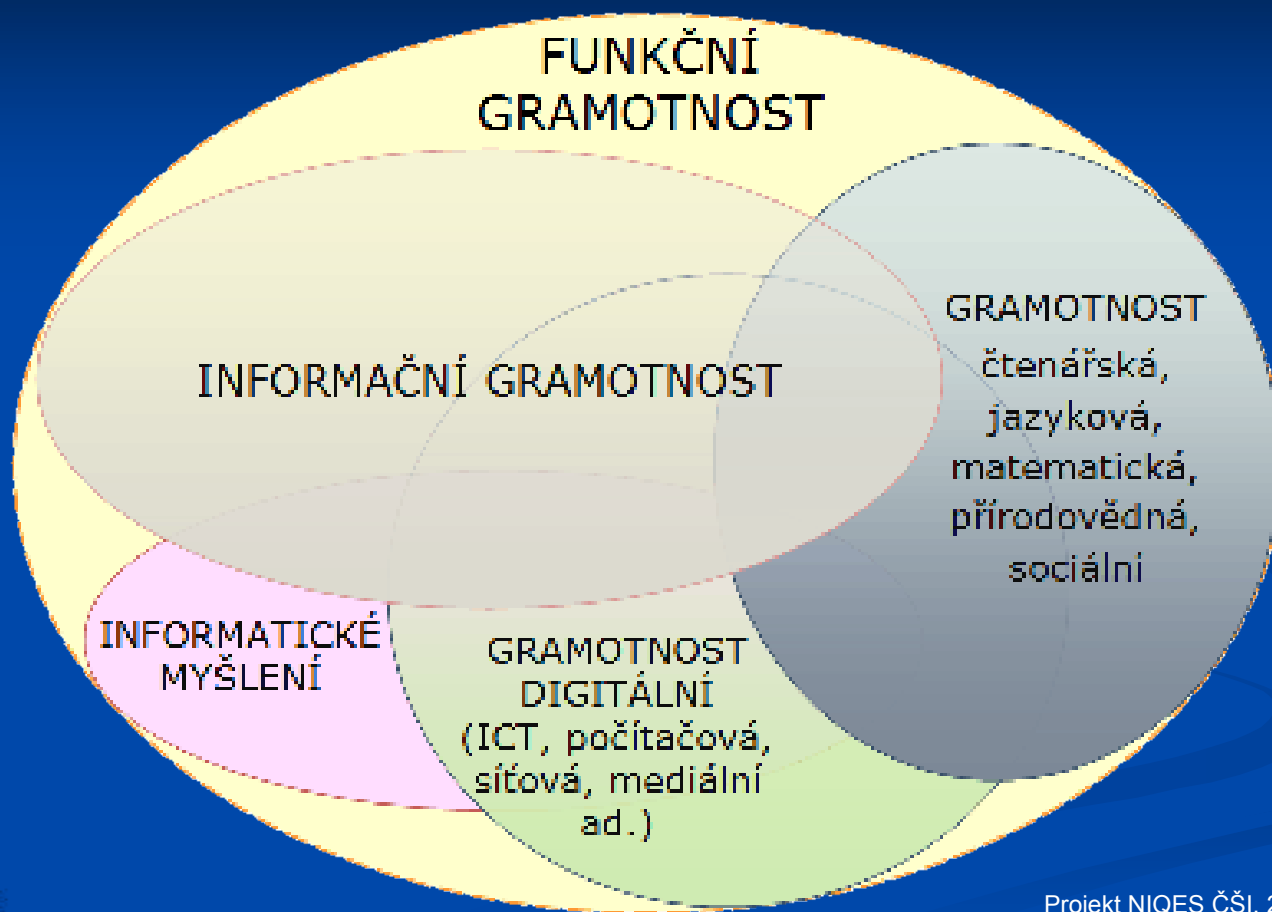 FUNKČNÍ
GRAMOTNOST
INFORMAČNÍ GRAMOTNOST
GRAMOTNOST
čtenářská,
jazyková,
matematická,
přírodovědná,
sociální
INFORMATICKÉ
MYŠLENÍ
GRAMOTNOST
DIGITÁLNÍ
(ICT, počítačová,
síťová, mediální
ad.)
Projekt NIQES ČŠI, 2